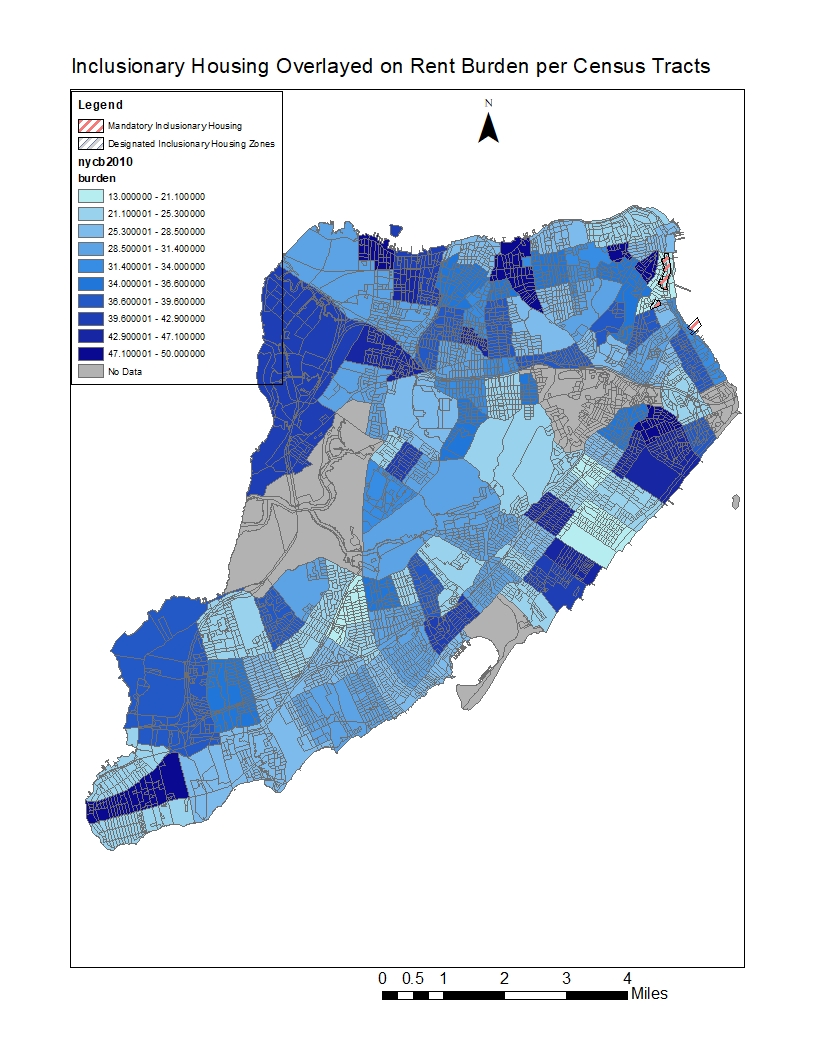 Inclusionary Housing Overlayed on Rent Burden per Census Tracts
Legend
Mandatory Inclusionary Housing
Designated Inclusionary Housing Zones
nycb2010
burden
13.000000 - 21.100000
21.100001 - 25.300000
25.300001 - 28.500000
28.500001 - 31.400000
31.400001 - 34.000000
34.000001 - 36.600000
36.600001 - 39.600000
39.600001 - 42.900000
42.900001 - 47.100000
47.100001 - 50.000000
No Data
N
0 0.5 1 2 3 4
Miles